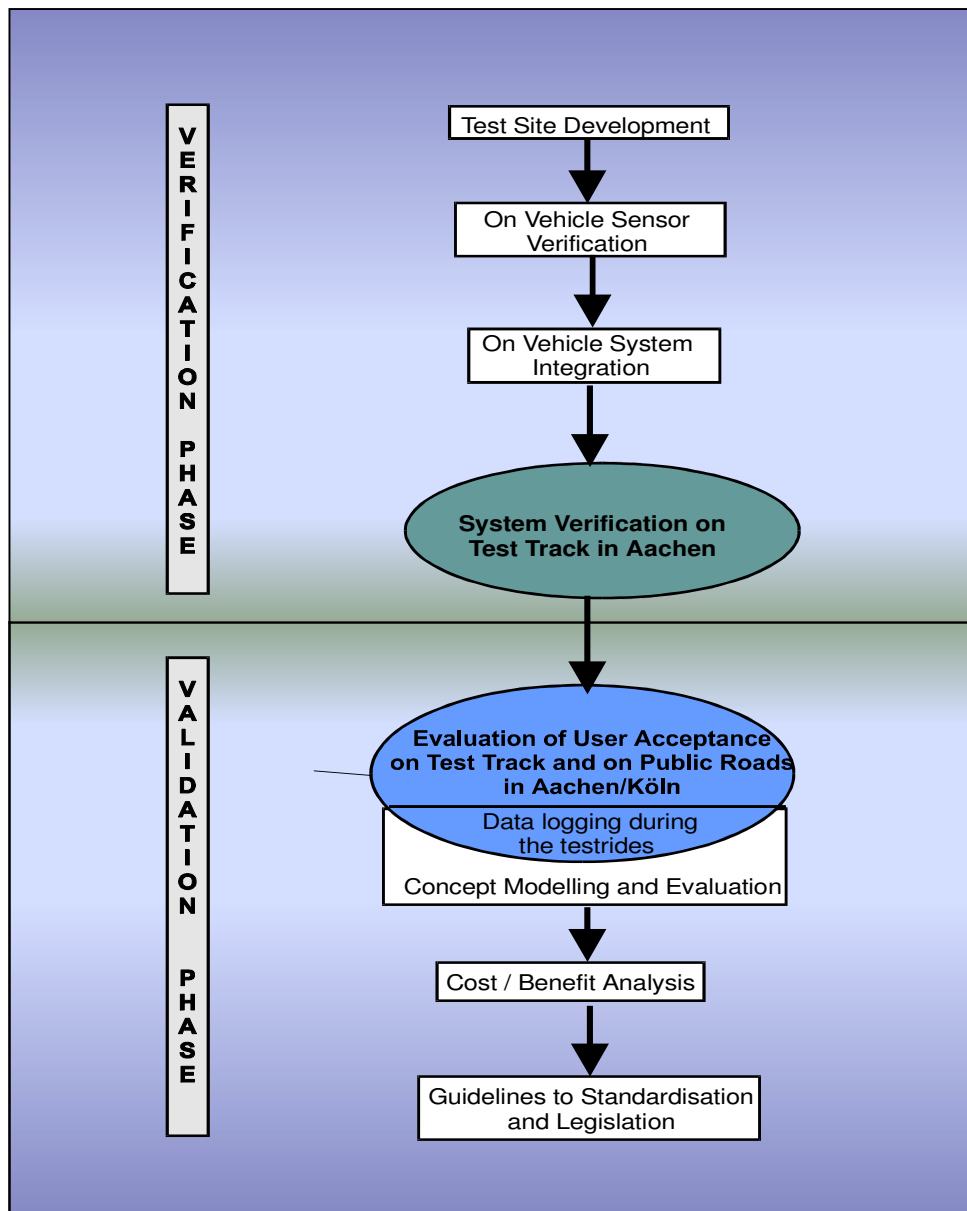 VERIFICATION PHASE
Test Site Development
On Vehicle Sensor
Verification
On Vehicle System
Integration
System Verification on
Test Track in Aachen
VALIDATION PHASE
Evaluation of User Acceptance
on Test Track and on Public Roads
in Aachen/Köln
Data logging during
the testrides
Concept Modelling and Evaluation
Cost / Benefit Analysis
Guidelines to Standardisation
and Legislation